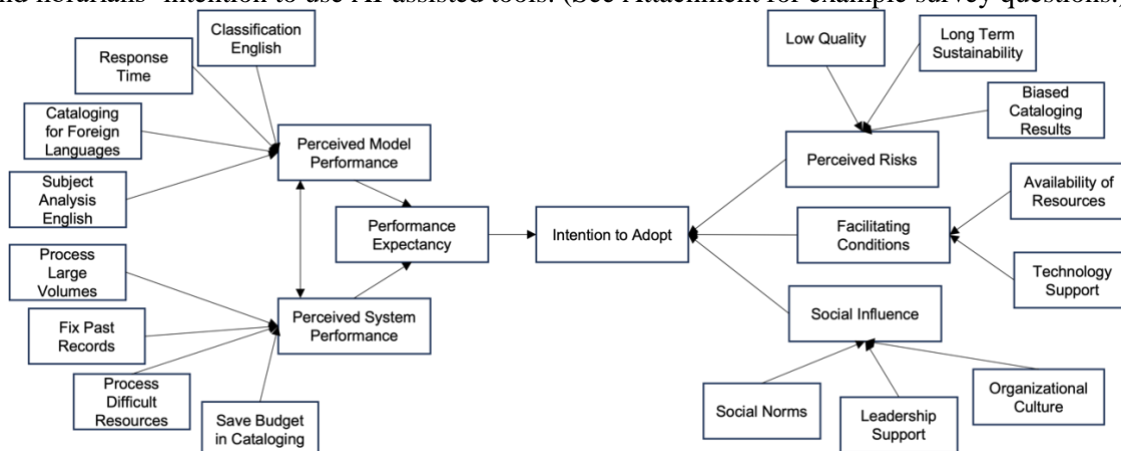 and librarians' intention to use AI-assisted tools. (See Attachment for example survey questions.)
Classification
English
Response
Time
Cataloging
for Foreign
Languages
Subject
Analysis
English
Process
Large
Volumes
Fix Past
Records
Process
Difficult
Resources
Save Budget
in Cataloging
Perceived Model
Performance
Performance
Expectancy
Perceived System
Performance
Intention to Adopt
Low Quality
Long Term
Sustainability
Biased
Cataloging
Results
Perceived Risks
Availability of
Resources
Facilitating
Conditions
Technology
Support
Social Influence
Social Norms
Leadership
Support
Organizational
Culture